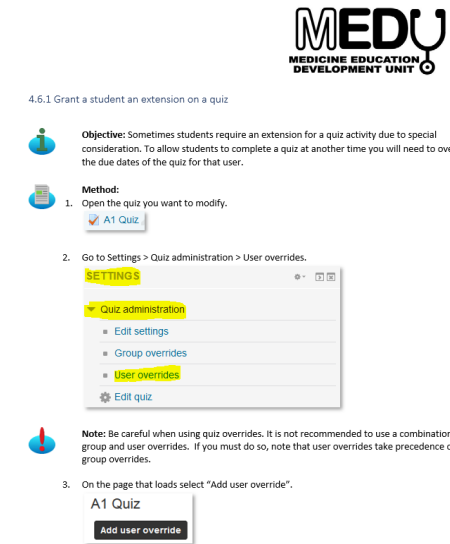 MEDU
MEDICINE EDUCATION
DEVELOPMENT UNIT
4.6.1 Grant a student an extension on a quiz
Objective: Sometimes students require an extension for a quiz activity due to special
consideration. To allow students to complete a quiz at another time you will need to ove
the due dates of the quiz for that user.
Method:
1. Open the quiz you want to modify.
A1 Quiz
2. Go to Settings > Quiz administration > User overrides.
SETTINGS
Quiz administration
Edit settings
Group overrides
User overrides
Edit quiz
Note: Be careful when using quiz overrides. It is not recommended to use a combination
group and user overrides. If you must do so, note that user overrides take precedence o
group overrides.
3. On the page that loads select “Add user override”.
A1 Quiz
Add user override